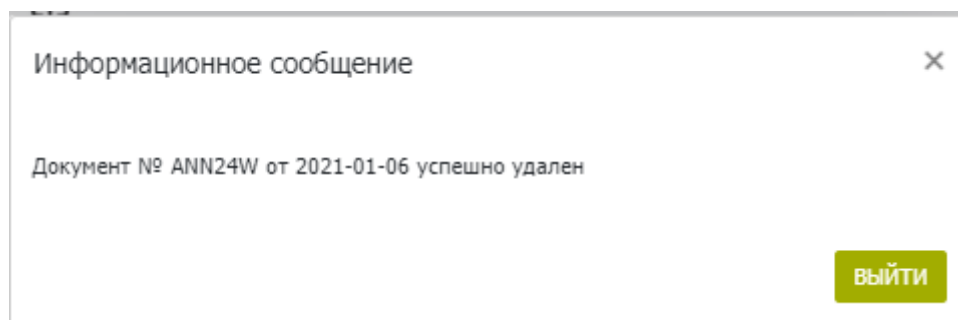 Информационное сообщение
Документ № ANN24W от 2021-01-06 успешно удален
ВЫЙТИ